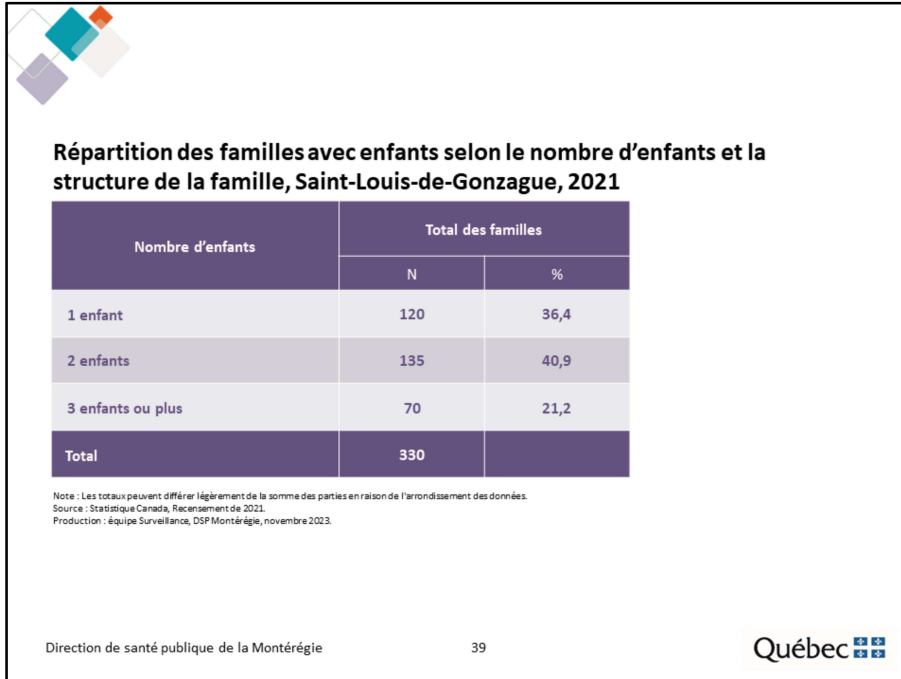 Répartition des familles avec enfants selon le nombre d'enfants et la
structure de la famille, Saint-Louis-de-Gonzague, 2021
Nombre d'enfants
Total des familles
N
%
1 enfant 120 36,4
2 enfants 135 40,9
3 enfants ou plus 70 21,2
Total 330
Note : Les totaux peuvent différer légèrement de la somme des parties en raison de l'arrondissement des données.
Source : Statistique Canada, Recensement de 2021.
Production : équipe Surveillance, DSP Montérégie, novembre 2023.
Direction de santé publique de la Montérégie
39
Québec